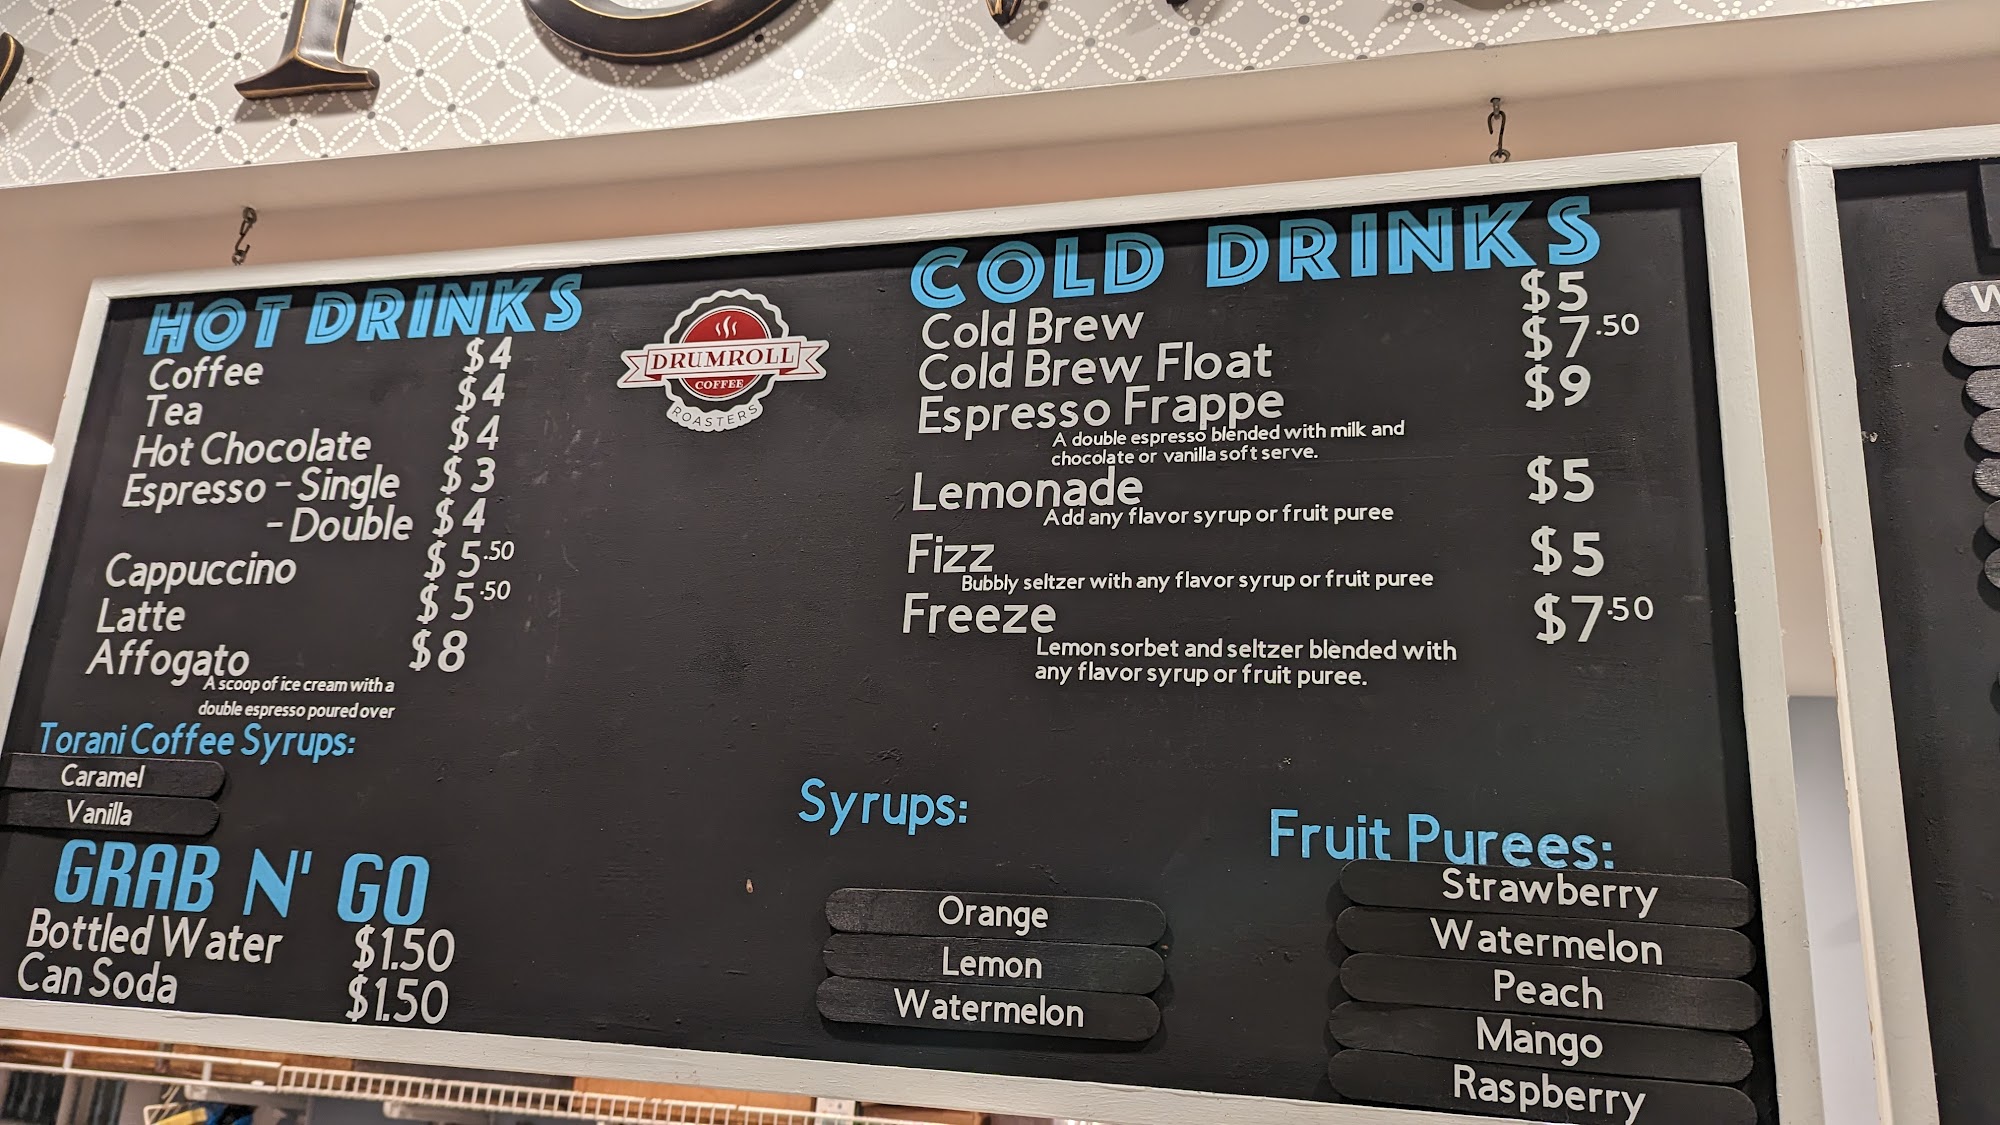 HOT DRINKS
Coffee $4
Tea $4
Hot Chocolate $4
Espresso - Single $3
- Double $4
Cappuccino $5.50
Latte $5.50
Affogato $8
A scoop of ice cream with a
double espresso poured over
Torani Coffee Syrups:
Caramel
Vanilla
GRAB N' GO
Bottled Water $1.50
Can Soda $1.50
DRUMROLL
COFFEE
ROASTERS
COLD DRINKS
Cold Brew $5
Cold Brew Float $7.50
Espresso Frappe $9
A double espresso blended with milk and
chocolate or vanilla soft serve.
Lemonade $5
Add any flavor syrup or fruit puree
Fizz $5
Bubbly seltzer with any flavor syrup or fruit puree
Freeze $7.50
Lemon sorbet and seltzer blended with
any flavor syrup or fruit puree.
Syrups:
Orange
Lemon
Watermelon
Fruit Purees:
Strawberry
Watermelon
Peach
Mango
Raspberry